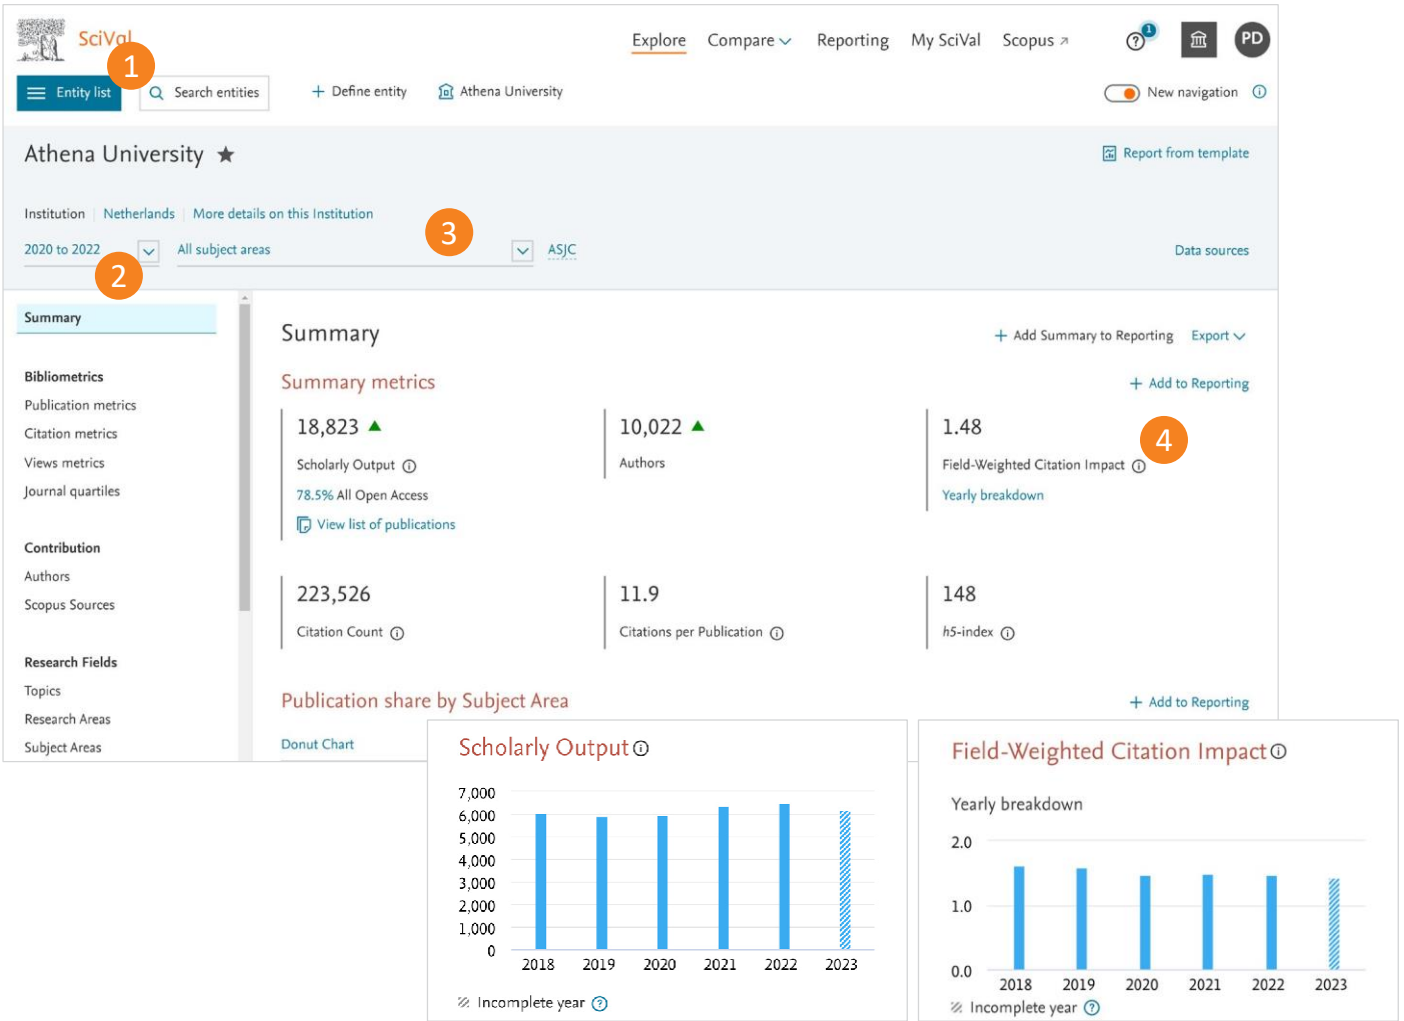 SciVal
Explore Compare Reporting My SciVal Scopus ↗ 1 PD
1
Entity list Search entities + Define entity Athena University New navigation
Athena University ★
Report from template
Institution | Netherlands | More details on this Institution
3
2020 to 2022 All subject areas ASJC Data sources
2
Summary
Bibliometrics
Publication metrics
Citation metrics
Views metrics
Journal quartiles
Contribution
Authors
Scopus Sources
Research Fields
Topics
Research Areas
Subject Areas
Summary
+ Add Summary to Reporting Export
Summary metrics
+ Add to Reporting
18,823 ▲
Scholarly Output
78.5% All Open Access
View list of publications
10,022 ▲
Authors
1.48
4
Field-Weighted Citation Impact
Yearly breakdown
223,526
Citation Count
11.9
Citations per Publication
148
h5-index
Publication share by Subject Area
+ Add to Reporting
Donut Chart
Scholarly Output
7,000
6,000
5,000
4,000
3,000
2,000
1,000
0
2018 2019 2020 2021 2022 2023
Incomplete year
Field-Weighted Citation Impact
Yearly breakdown
2.0
1.0
0.0
2018 2019 2020 2021 2022 2023
Incomplete year